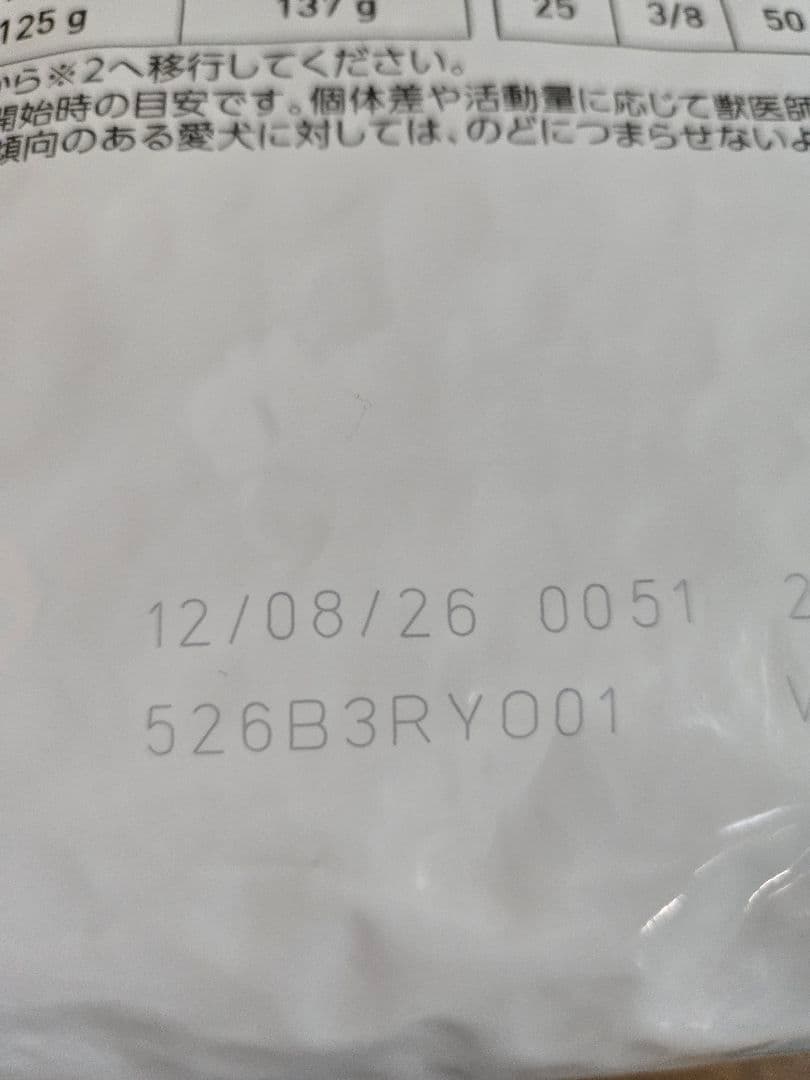 125 g 137 g 25 3/8 50
から※2へ移行してください。
開始時の目安です。個体差や活動量に応じて獣医師
傾向のある愛犬に対しては、のどにつまらせないよ
12/08/26 0051 2
526B3RY001 V